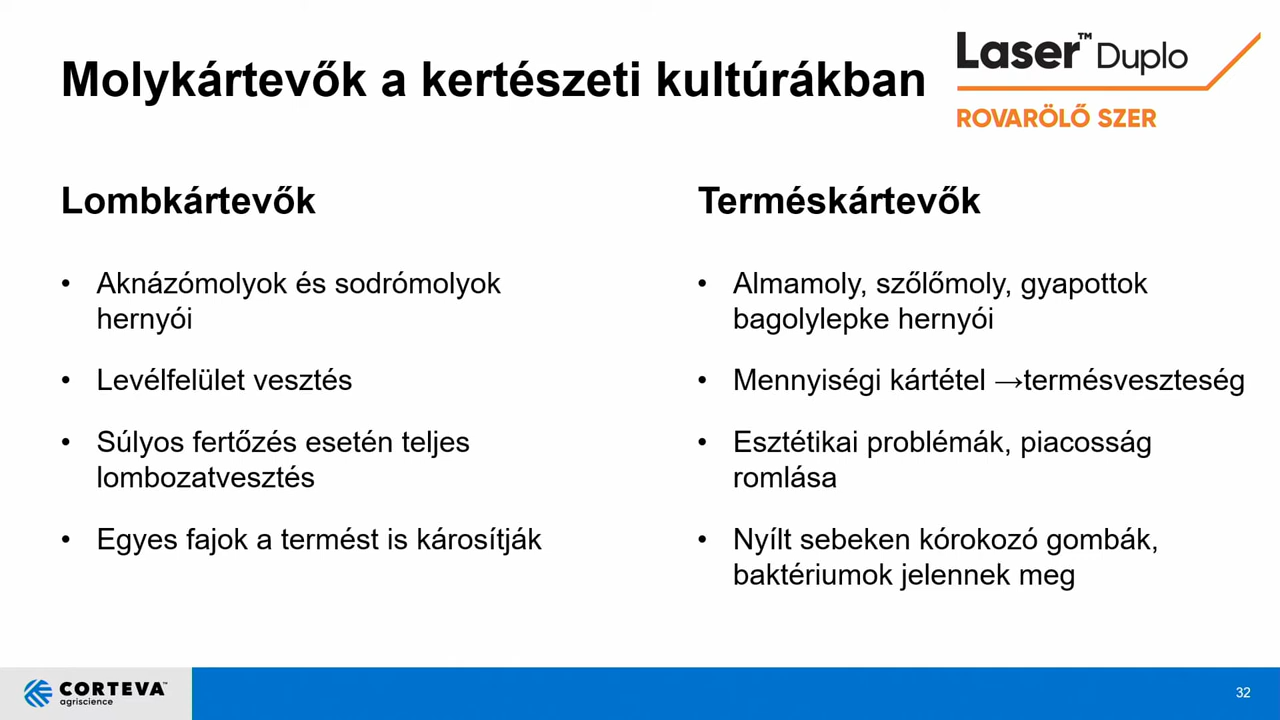 Molykártevők a kertészeti kultúrákban
Laser™ Duplo
ROVARÖLŐ SZER
Lombkártevők
• Aknázómolyok és sodrómolyok
hernyói
• Levélfelület vesztés
• Súlyos fertőzés esetén teljes
lombozatvesztés
• Egyes fajok a termést is károsítják
Terméskártevők
• Almamoly, szőlőmoly, gyapottok
bagolylepke hernyói
• Mennyiségi kártétel →termésveszteség
• Esztétikai problémák, piacosság
romlása
• Nyílt sebeken kórokozó gombák,
baktériumok jelennek meg
CORTEVA™
agriscience
32